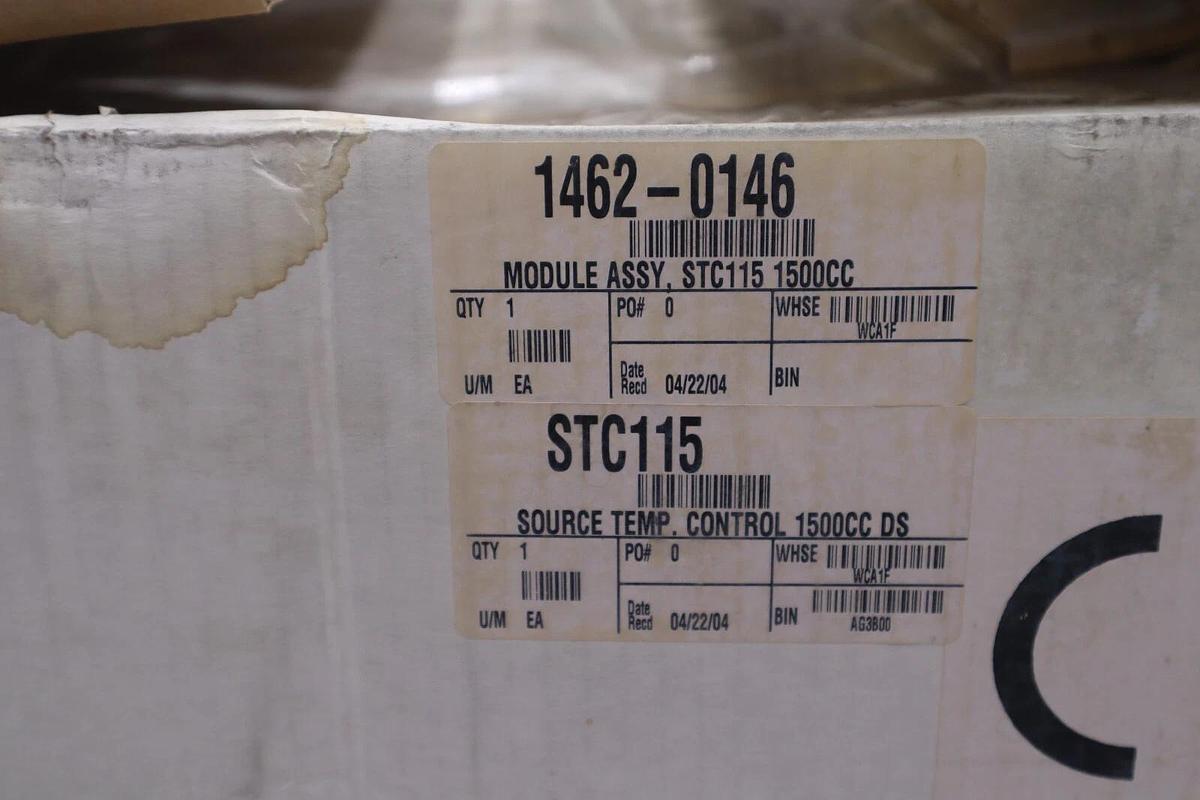 1462-0146
MODULE ASSY, STC115 1500CC
QTY 1 PO# 0 WHSE
WCA1F
U/M EA Date Recd 04/22/04 BIN
STC115
SOURCE TEMP. CONTROL 1500CC DS
QTY 1 PO# 0 WHSE
WCA1F
U/M EA Date Recd 04/22/04 BIN
AG3B00
C